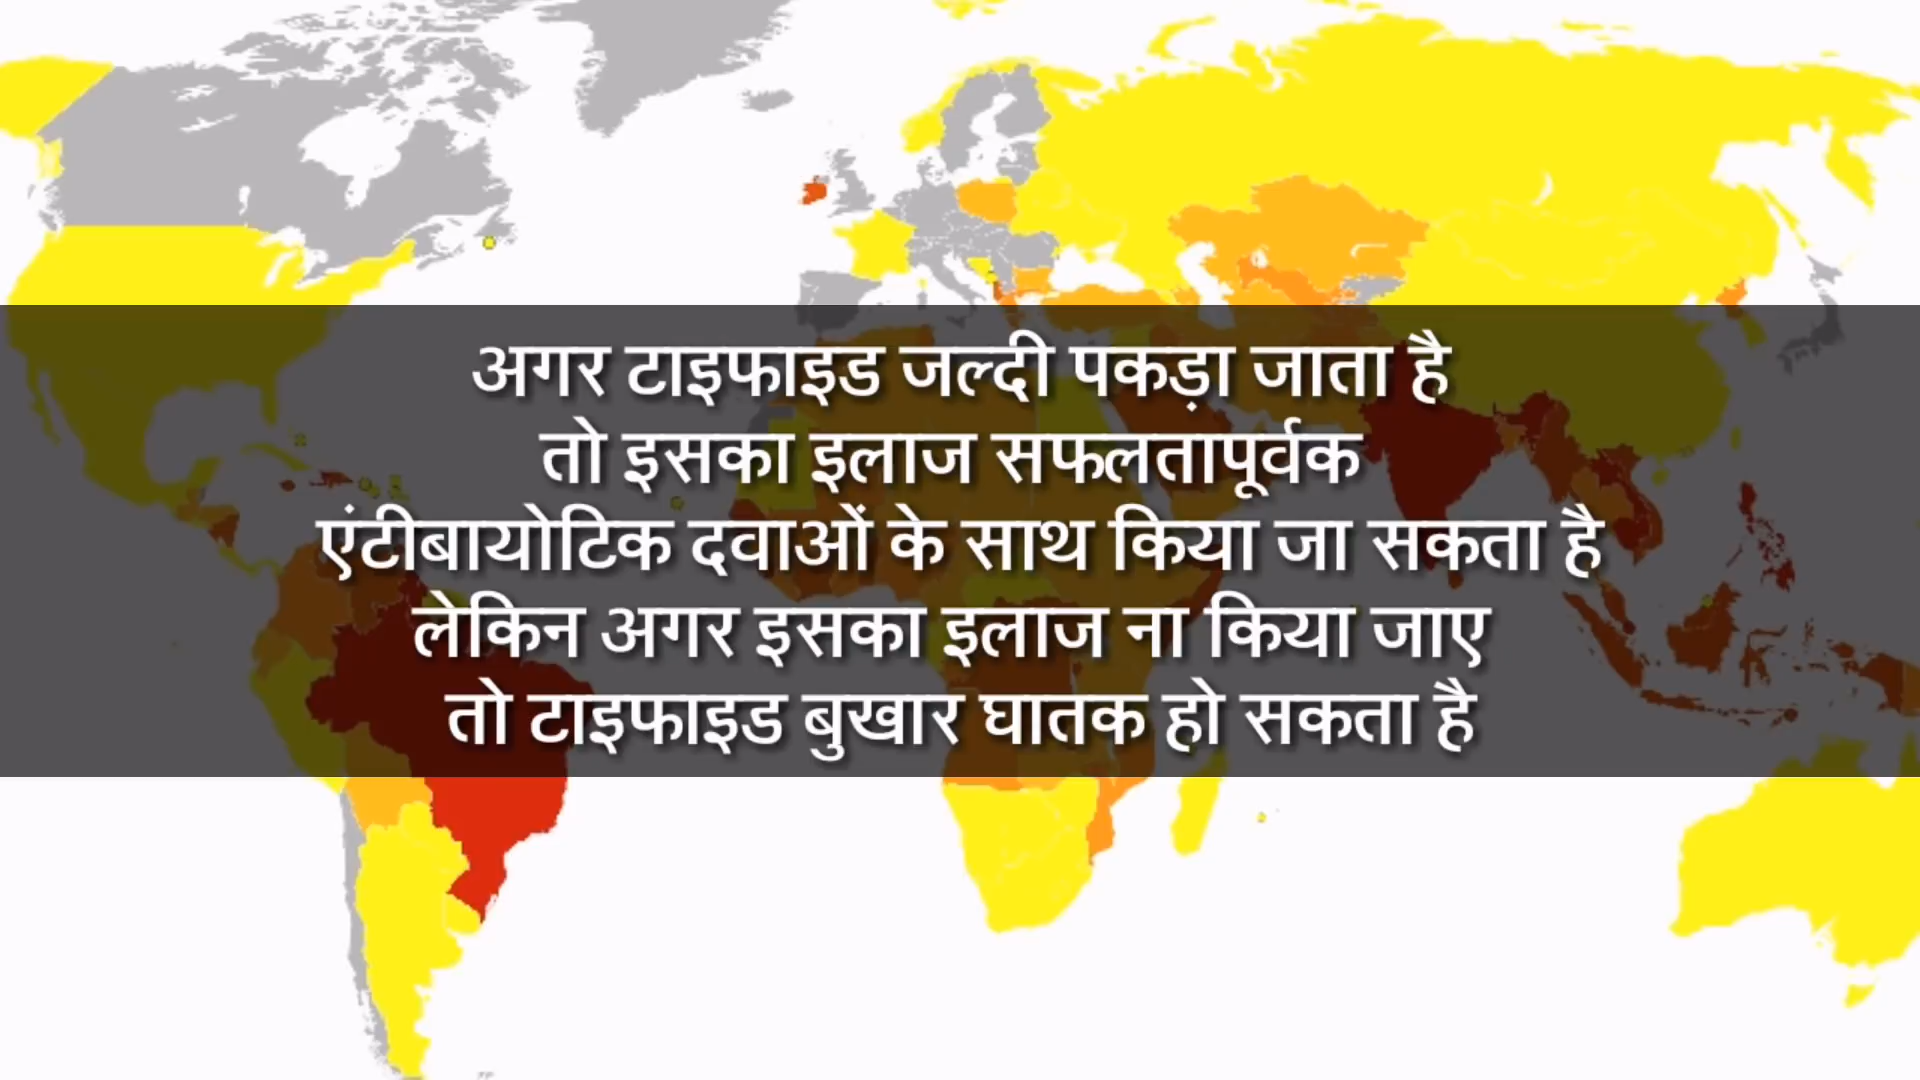 अगर टाइफाइड जल्दी पकड़ा जाता है
तो इसका इलाज सफलतापूर्वक
एंटीबायोटिक दवाओं के साथ किया जा सकता है
लेकिन अगर इसका इलाज ना किया जाए
तो टाइफाइड बुखार घातक हो सकता है